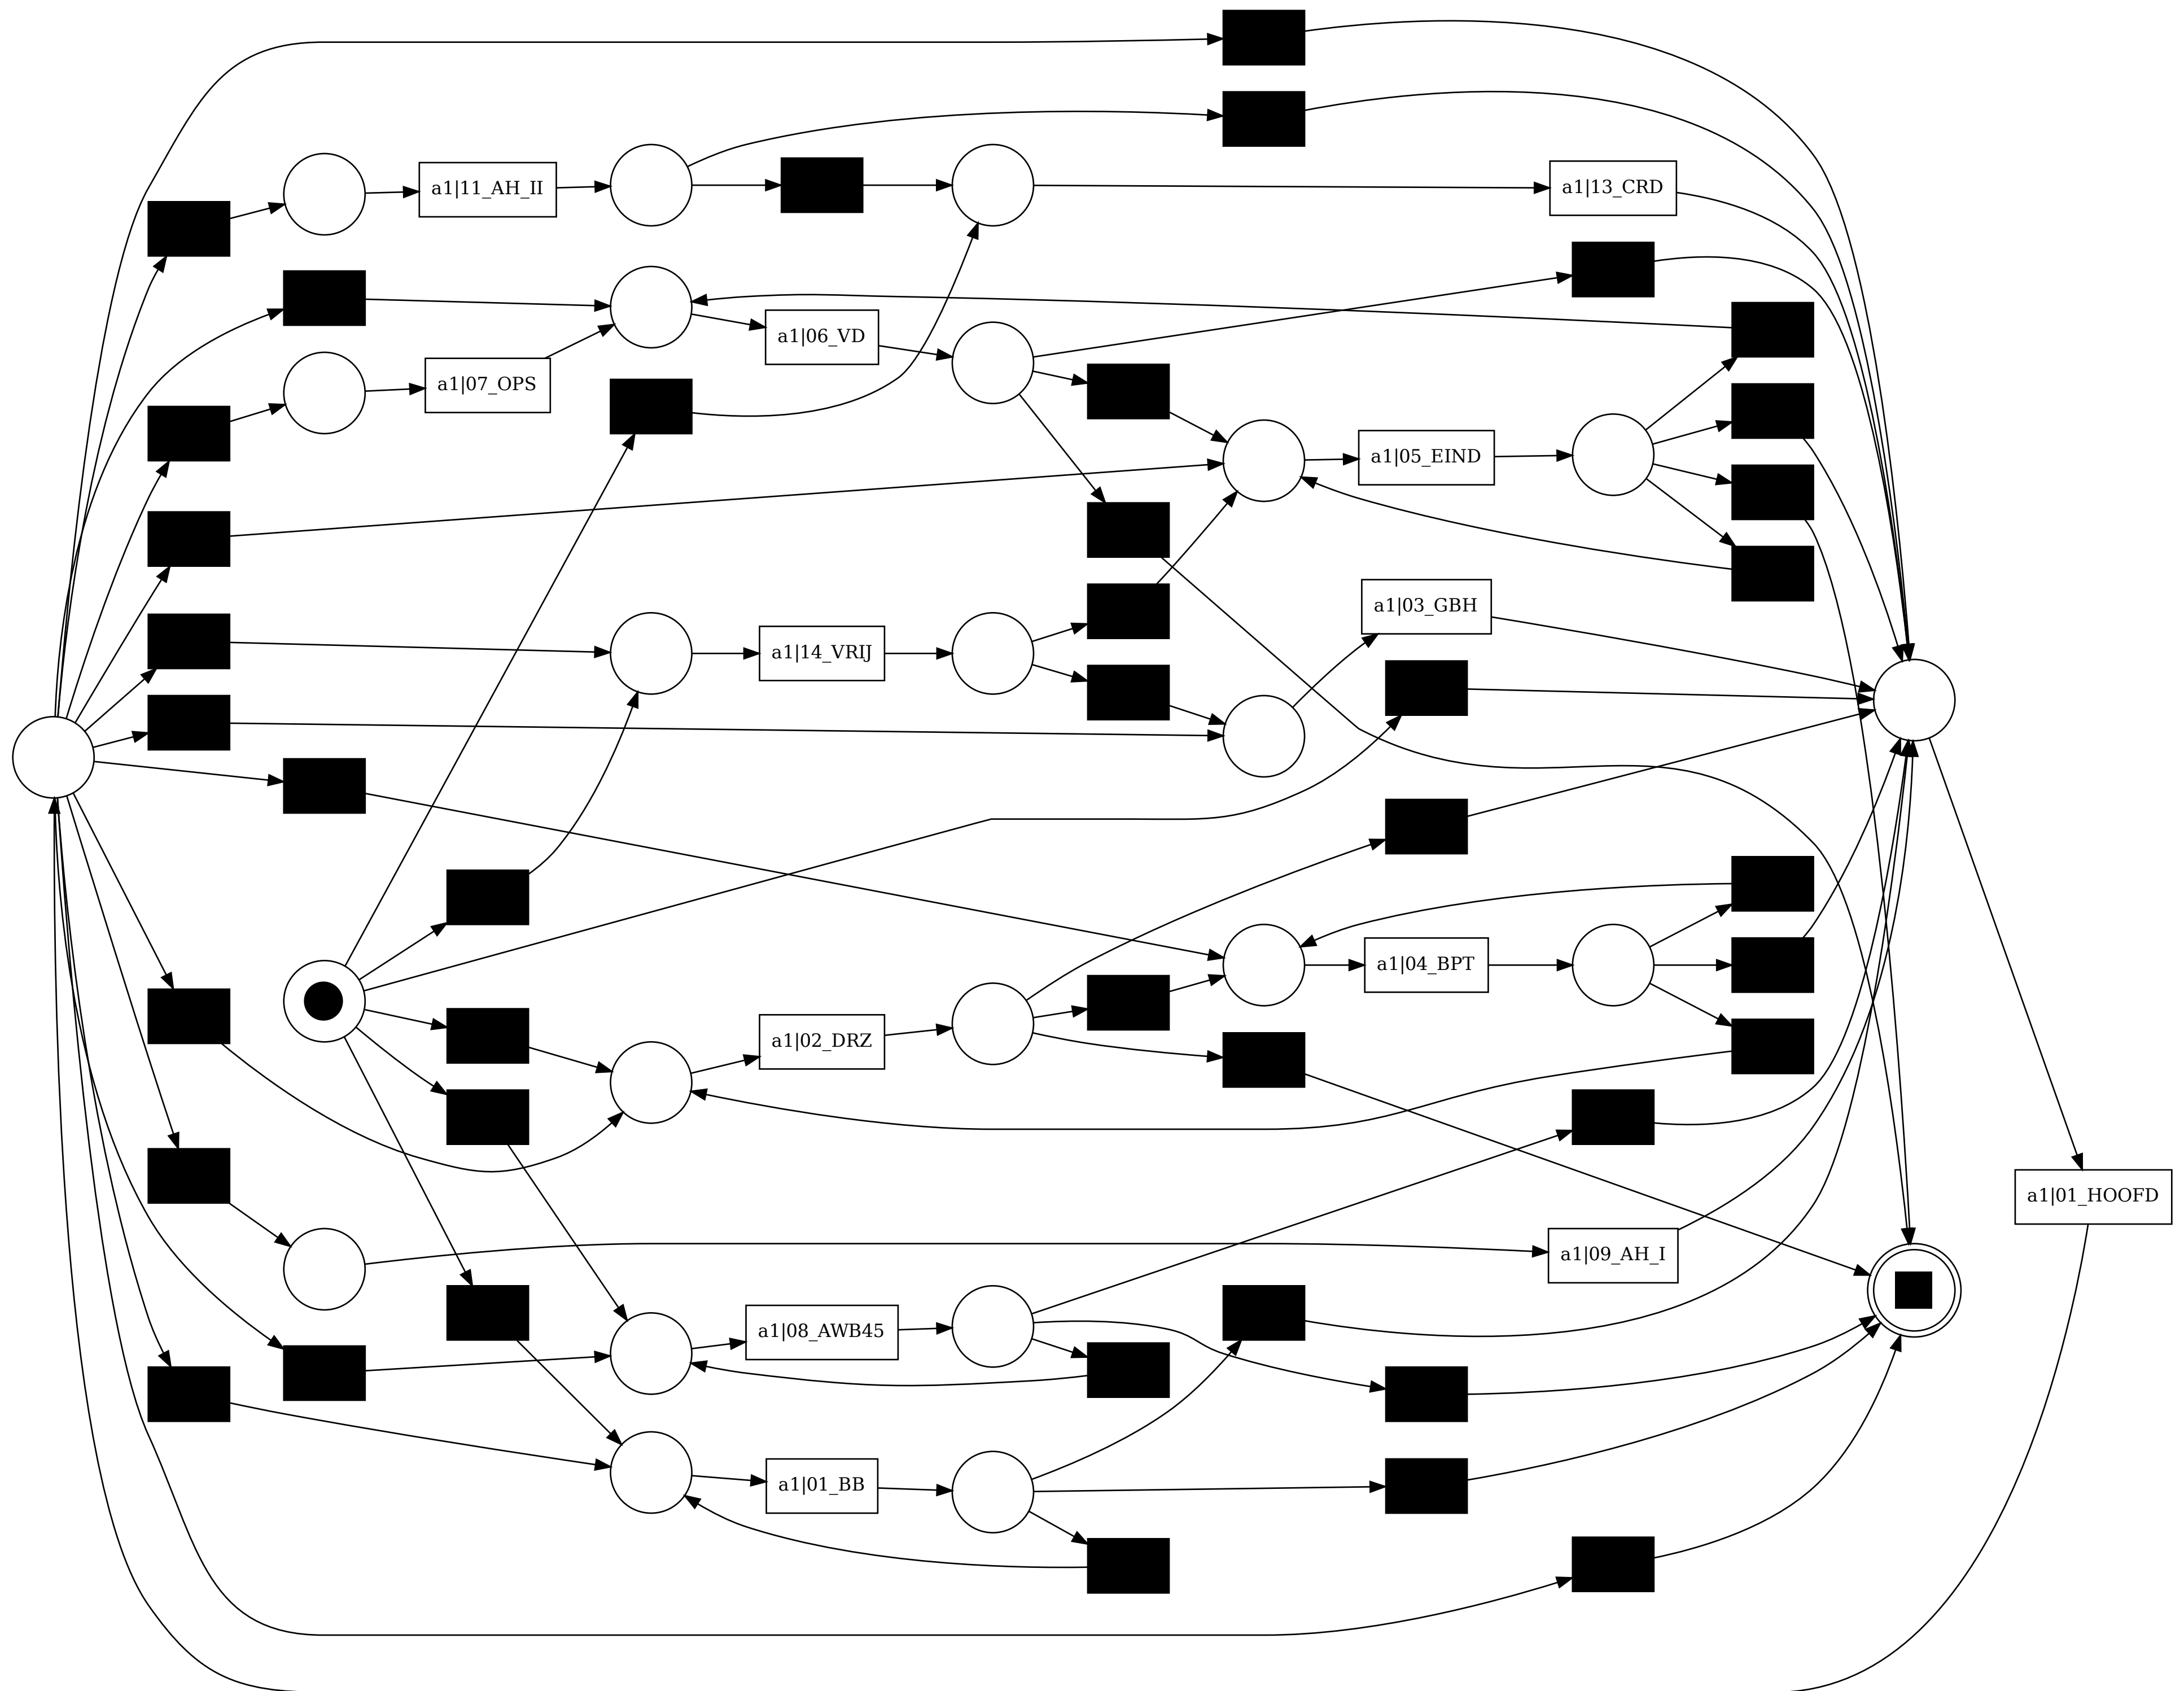 a1|13_CRD
a1|11_AH_II
a1|06_VD
a1|07_OPS
a1|05_EIND
a1|03_GBH
a1|14_VRIJ
a1|04_BPT
a1|02_DRZ
a1|01_HOOFD
a1|09_AH_I
a1|08_AWB45
a1|01_BB